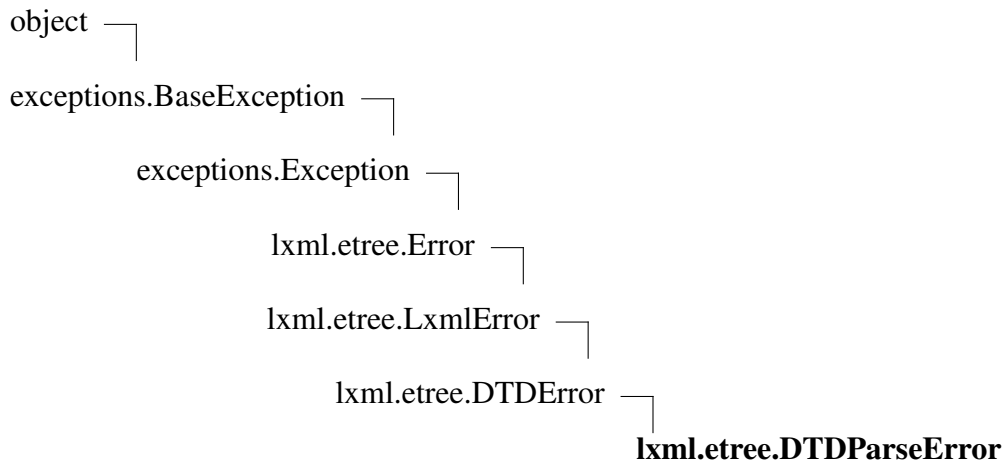 object
exceptions.BaseException
exceptions.Exception
lxml.etree.Error
lxml.etree.LxmlError
lxml.etree.DTDError
lxml.etree.DTDParseError